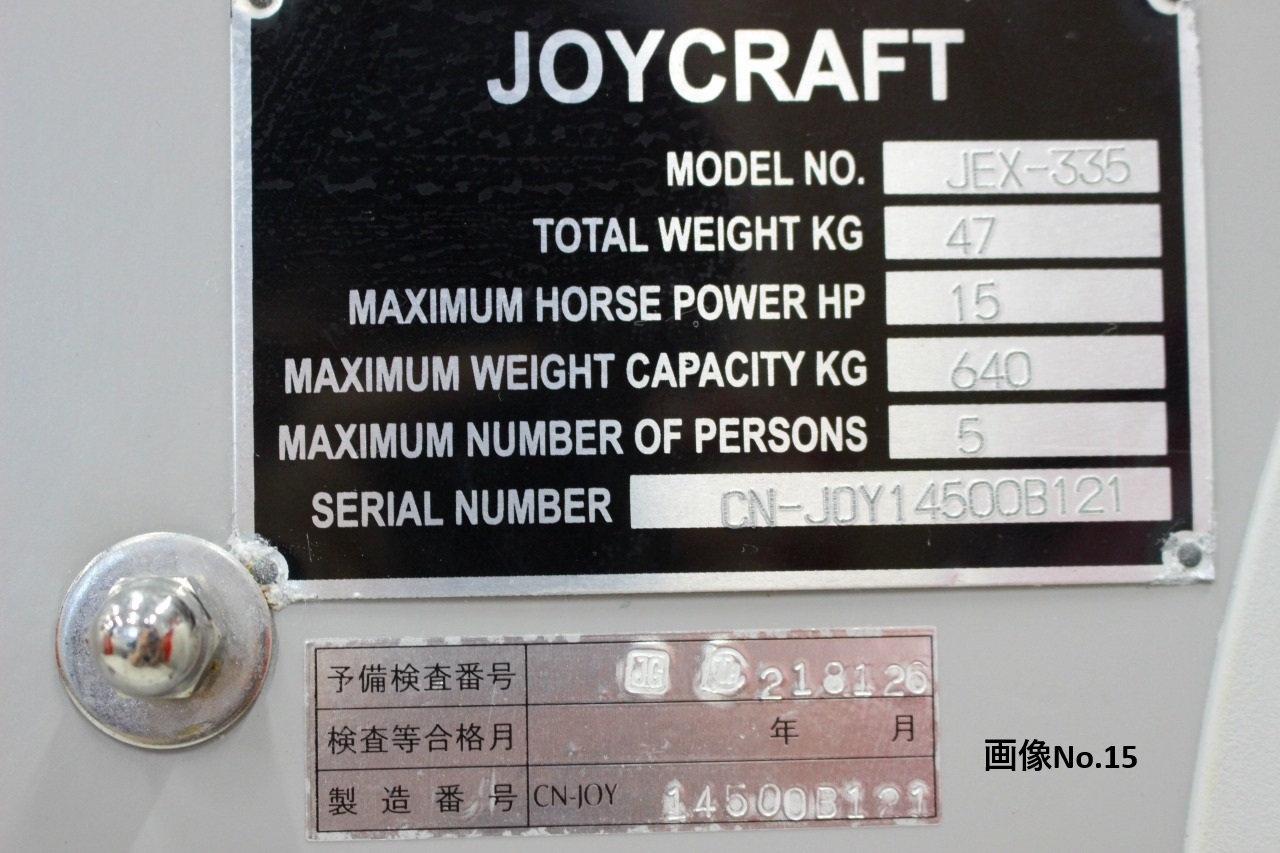 JOYCRAFT
MODEL NO. JEX-335
TOTAL WEIGHT KG 47
MAXIMUM HORSE POWER HP 15
MAXIMUM WEIGHT CAPACITY KG 640
MAXIMUM NUMBER OF PERSONS 5
SERIAL NUMBER CN-JOY14500B121
予備検査番号 JG 218126
検査等合格月 年 月
製造番号 CN-JOY 14500B121
画像No.15